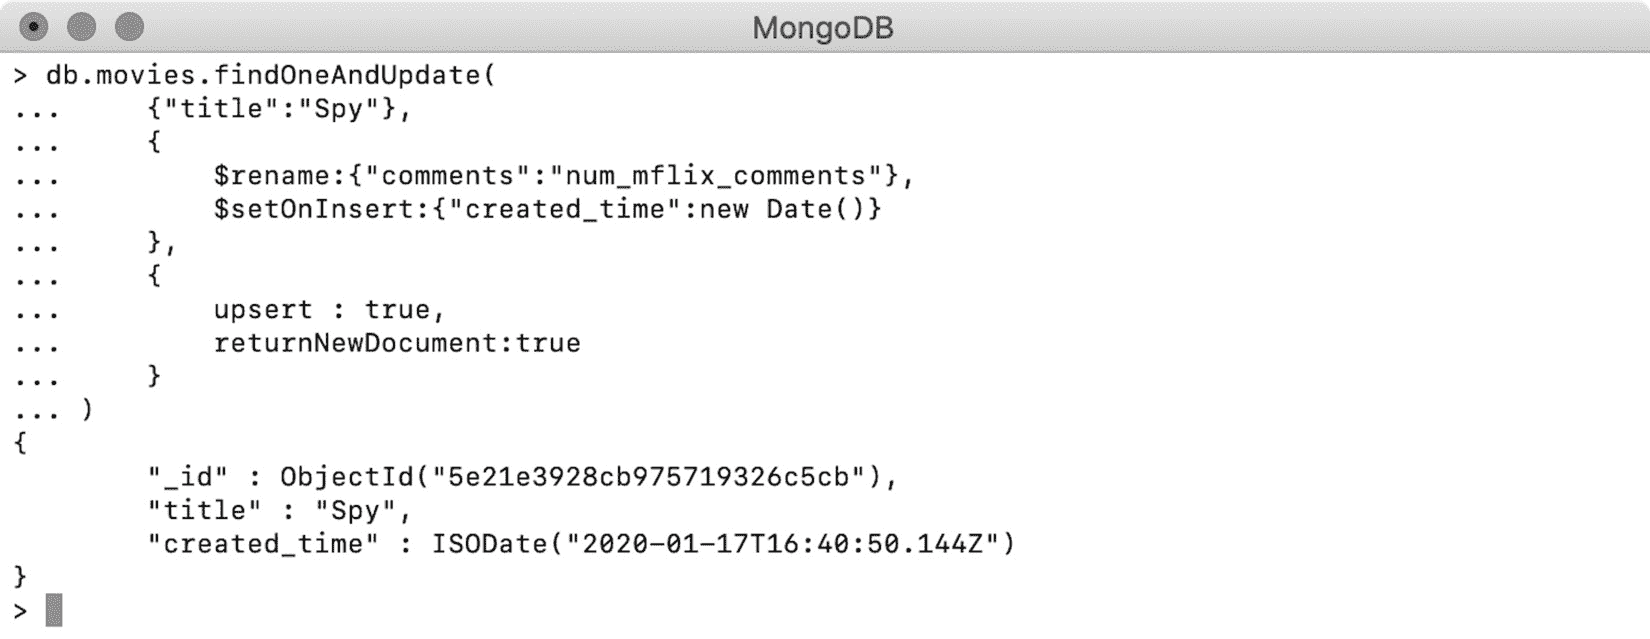 MongoDB
> db.movies.findOneAndUpdate(
...     {"title":"Spy"},
...     {
...         $rename:{"comments":"num_mflix_comments"},
...         $setOnInsert:{"created_time":new Date()}
...     },
...     {
...         upsert : true,
...         returnNewDocument:true
...     }
... )
{
        "_id" : ObjectId("5e21e3928cb975719326c5cb"),
        "title" : "Spy",
        "created_time" : ISODate("2020-01-17T16:40:50.144Z")
}
>